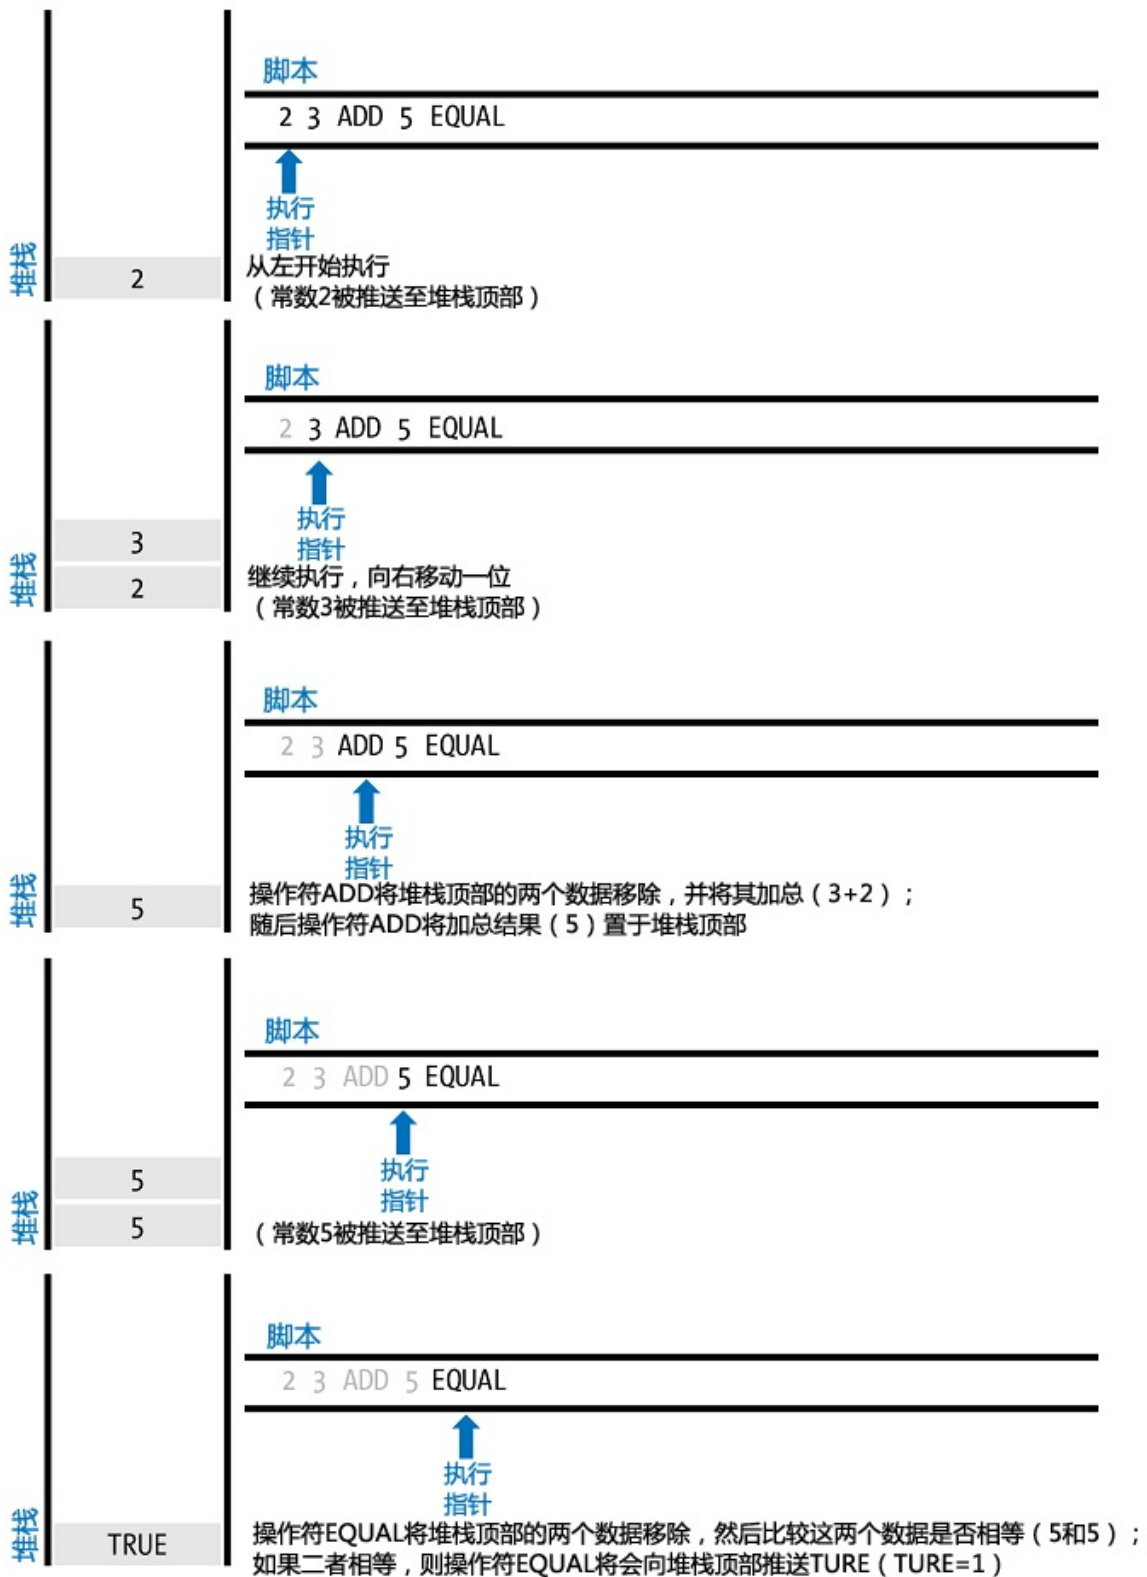 脚本
2 3 ADD 5 EQUAL
执行
指针
堆栈
2
从左开始执行
（常数2被推送至堆栈顶部）
脚本
2 3 ADD 5 EQUAL
执行
指针
3
堆栈
2
继续执行，向右移动一位
（常数3被推送至堆栈顶部）
脚本
2 3 ADD 5 EQUAL
执行
指针
堆栈
5
操作符ADD将堆栈顶部的两个数据移除，并将其加总（3+2）；
随后操作符ADD将加总结果（5）置于堆栈顶部
脚本
2 3 ADD 5 EQUAL
执行
指针
5
堆栈
5
（常数5被推送至堆栈顶部）
脚本
2 3 ADD 5 EQUAL
执行
指针
堆栈
TRUE
操作符EQUAL将堆栈顶部的两个数据移除，然后比较这两个数据是否相等（5和5）；
如果二者相等，则操作符EQUAL将会向堆栈顶部推送TURE（TURE=1）